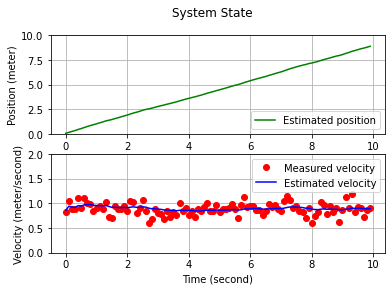 System State
Position (meter)
10.0
7.5
5.0
2.5
0.0
Estimated position
0 2 4 6 8 10
Velocity (meter/second)
2.0
1.5
1.0
0.5
0.0
Measured velocity
Estimated velocity
0 2 4 6 8 10
Time (second)